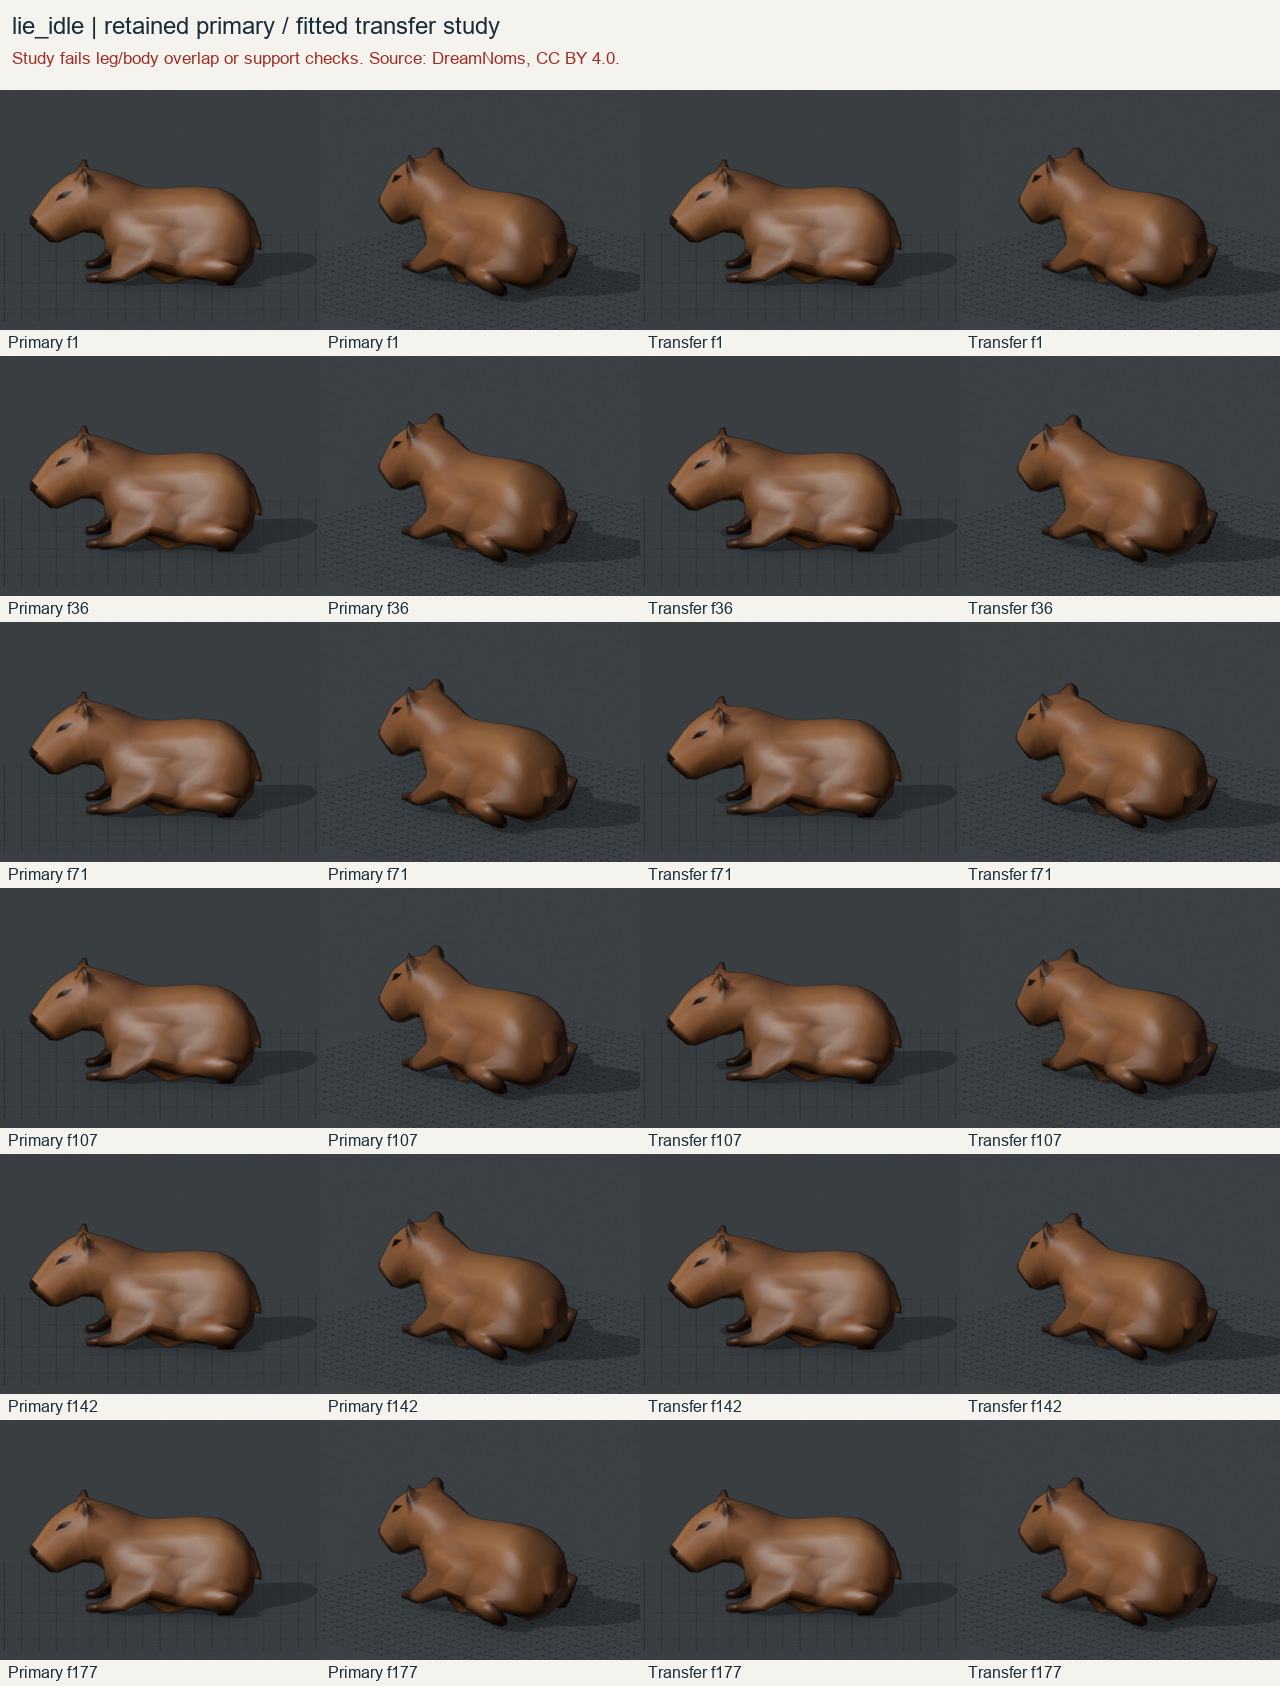 lie_idle | retained primary / fitted transfer study
Study fails leg/body overlap or support checks. Source: DreamNoms, CC BY 4.0.
Primary f1
Primary f1
Transfer f1
Transfer f1
Primary f36
Primary f36
Transfer f36
Transfer f36
Primary f71
Primary f71
Transfer f71
Transfer f71
Primary f107
Primary f107
Transfer f107
Transfer f107
Primary f142
Primary f142
Transfer f142
Transfer f142
Primary f177
Primary f177
Transfer f177
Transfer f177